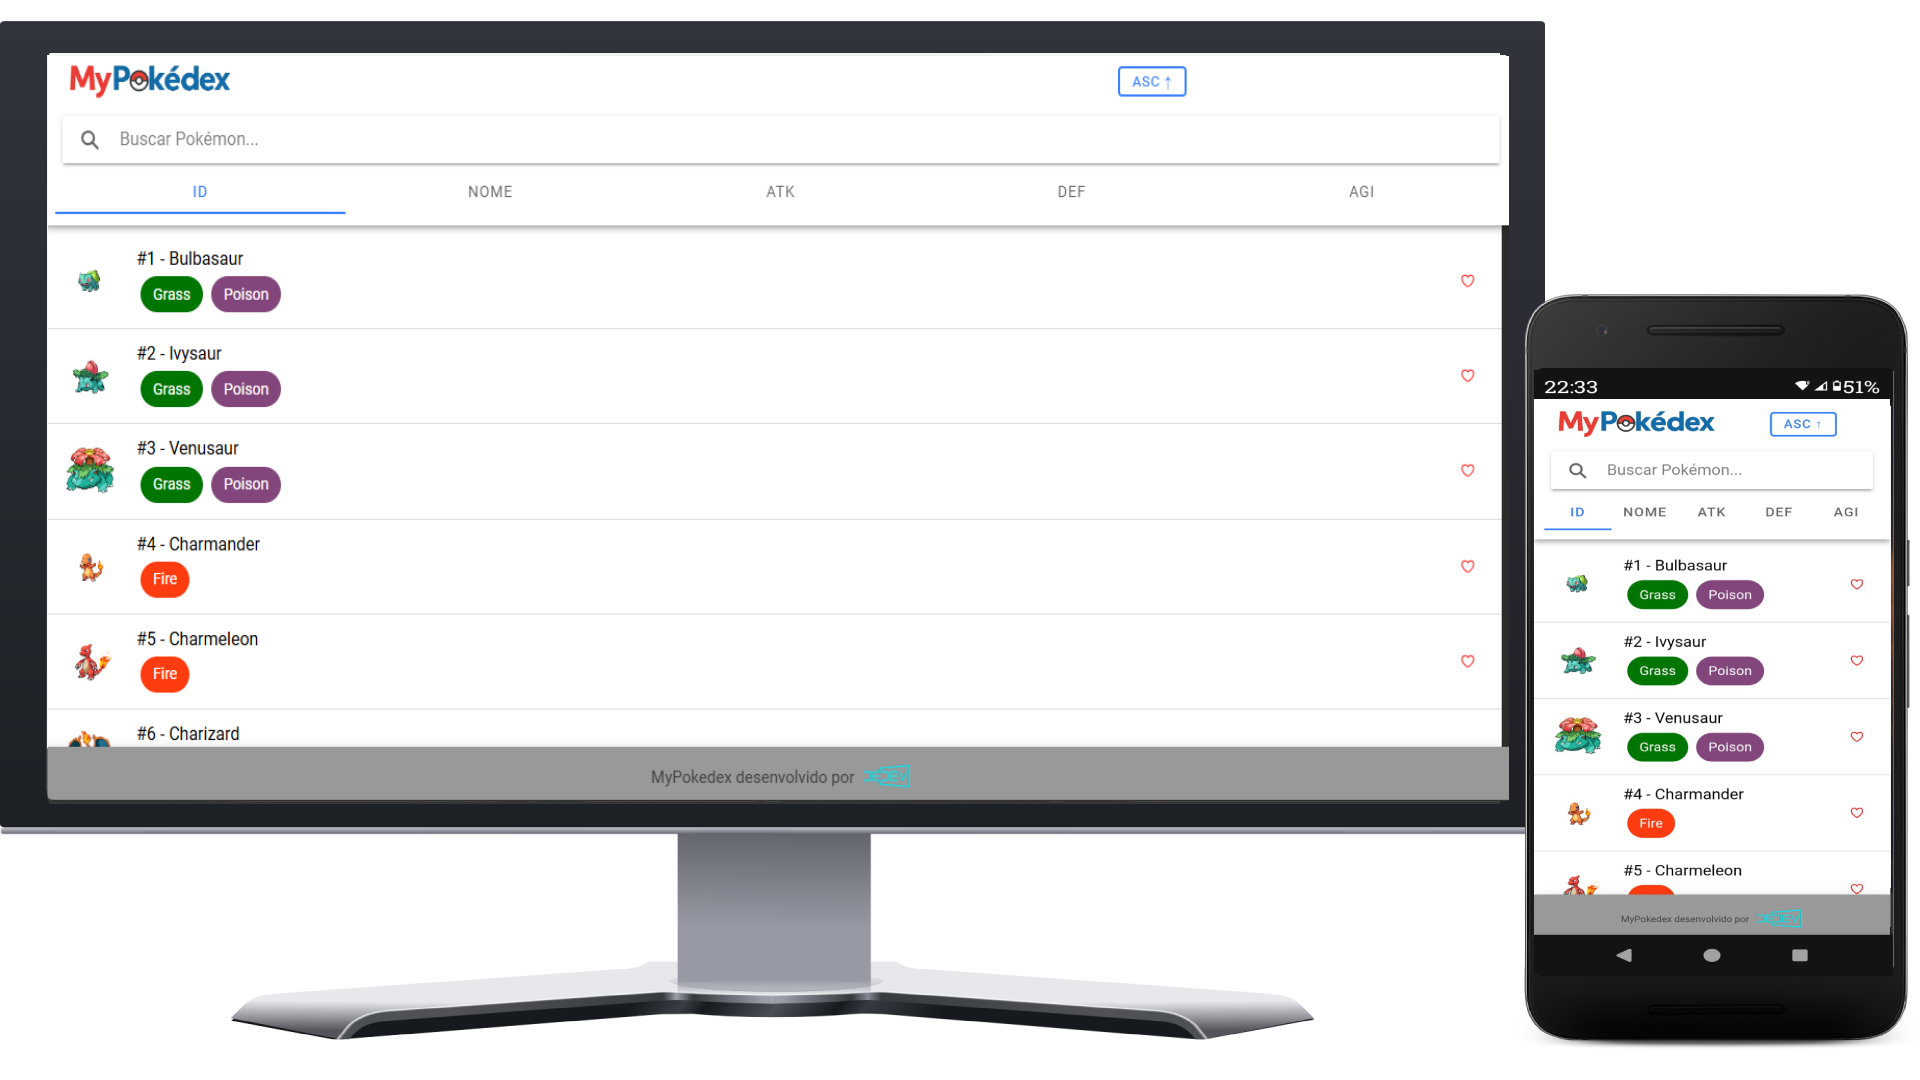 MyPokédex
ASC ↑
Buscar Pokémon...
ID NOME ATK DEF AGI
#1 - Bulbasaur
Grass Poison
#2 - Ivysaur
Grass Poison
#3 - Venusaur
Grass Poison
#4 - Charmander
Fire
#5 - Charmeleon
Fire
#6 - Charizard
MyPokedex desenvolvido por DEDEV
22:33 51%
MyPokédex
ASC ↑
Buscar Pokémon...
ID NOME ATK DEF AGI
#1 - Bulbasaur
Grass Poison
#2 - Ivysaur
Grass Poison
#3 - Venusaur
Grass Poison
#4 - Charmander
Fire
#5 - Charmeleon
MyPokedex desenvolvido por DEDEV